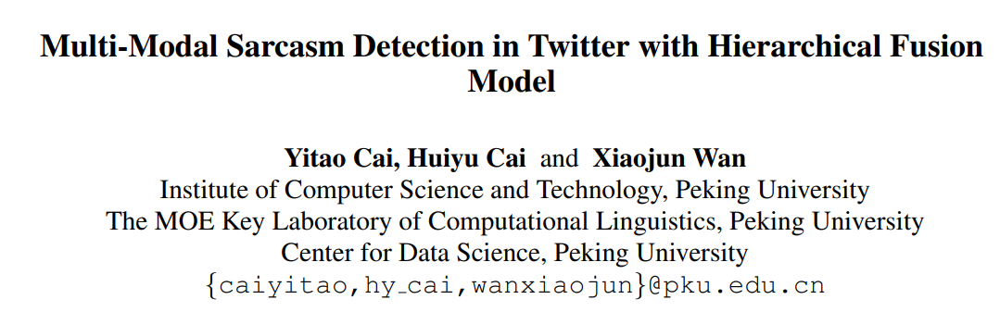 Multi-Modal Sarcasm Detection in Twitter with Hierarchical Fusion
Model
Yitao Cai, Huiyu Cai and Xiaojun Wan
Institute of Computer Science and Technology, Peking University
The MOE Key Laboratory of Computational Linguistics, Peking University
Center for Data Science, Peking University
{caiyitao,hy_cai,wanxiaojun}@pku.edu.cn